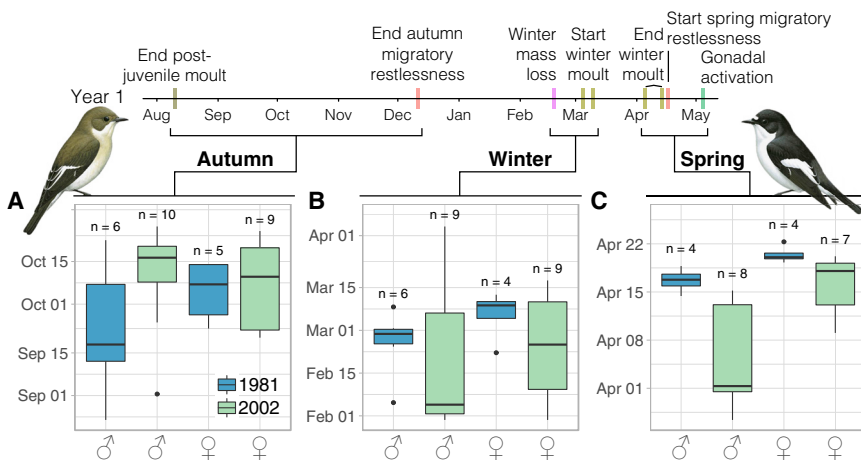 End post-
juvenile moult
End autumn
migratory
restlessness
Winter
mass
loss
Start
winter
moult
End
winter
moult
Start spring migratory
restlessness
Gonadal
activation
Year 1
Aug Sep Oct Nov Dec Jan Feb Mar Apr May
Autumn Winter Spring
A
n = 6
n = 10
n = 5
n = 9
Oct 15
Oct 01
Sep 15
Sep 01
1981
2002
♂ ♂ ♀ ♀
B
n = 6
n = 9
n = 4
n = 9
Apr 01
Mar 15
Mar 01
Feb 15
Feb 01
♂ ♂ ♀ ♀
C
n = 4
n = 8
n = 4
n = 7
Apr 22
Apr 15
Apr 08
Apr 01
♂ ♂ ♀ ♀